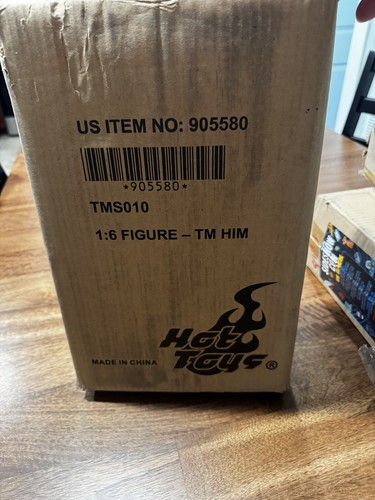 US ITEM NO: 905580
*905580*
TMS010
1:6 FIGURE – TM HIM
Hot
Toys®
MADE IN CHINA